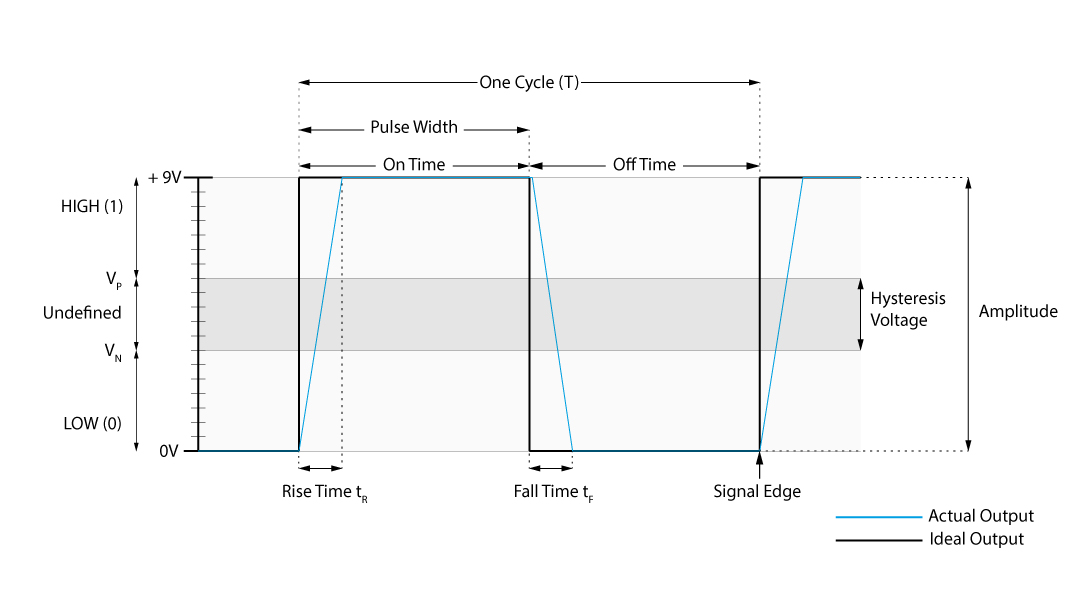 One Cycle (T)
Pulse Width
On Time
Off Time
+ 9V
HIGH (1)
VP
Undefined
VN
LOW (0)
0V
Hysteresis
Voltage
Amplitude
Rise Time tR
Fall Time tF
Signal Edge
Actual Output
Ideal Output